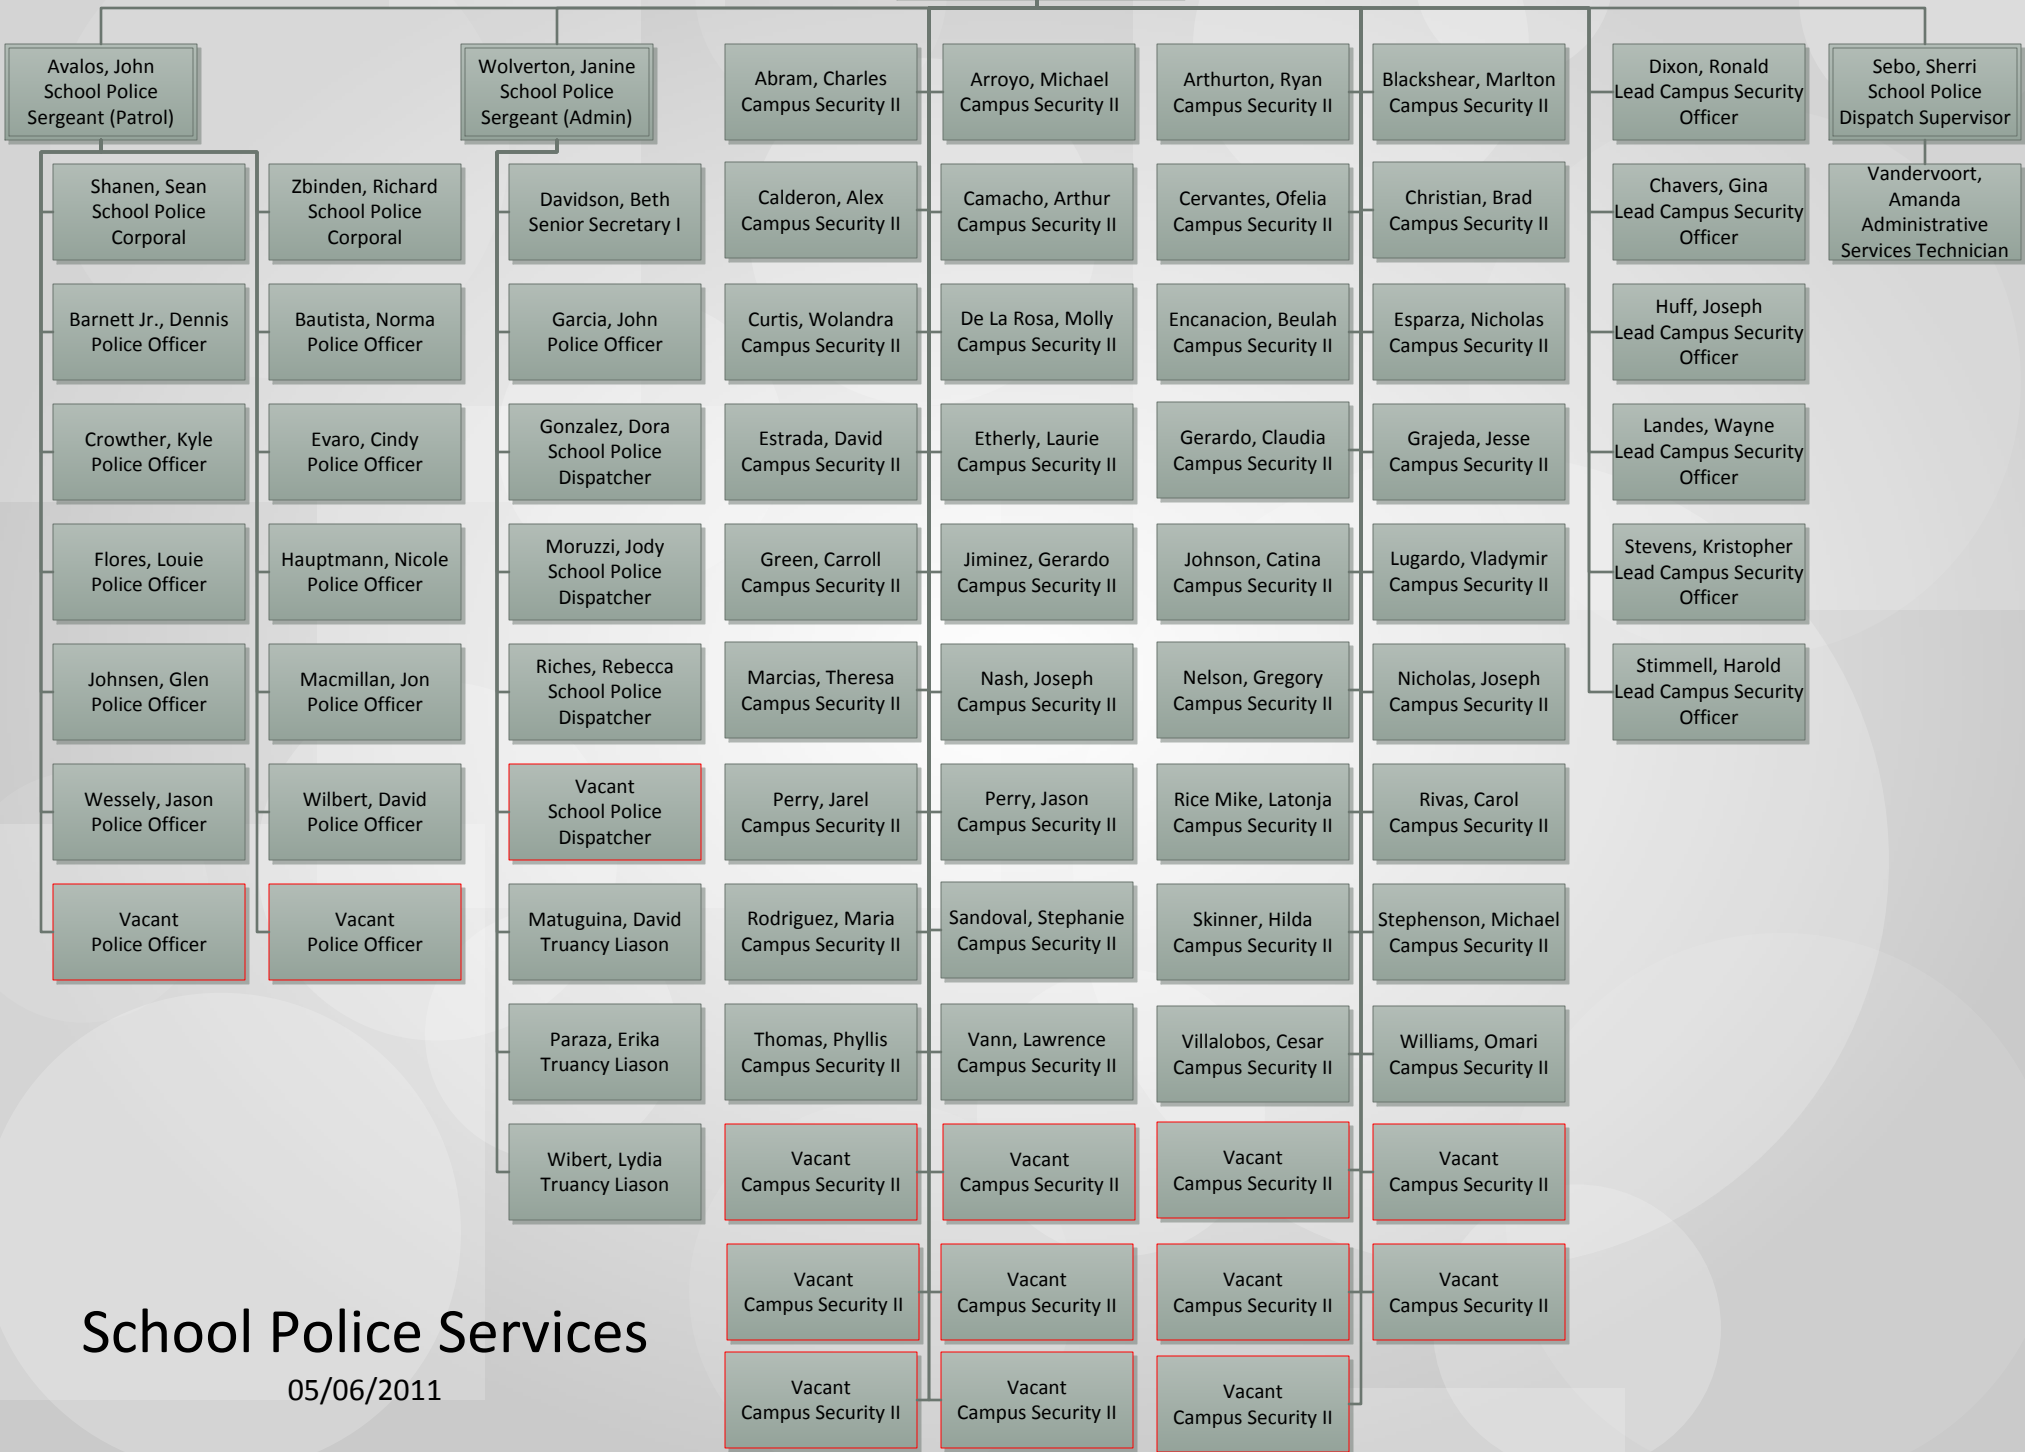 Avalos, John
School Police
Sergeant (Patrol)
Wolverton, Janine
School Police
Sergeant (Admin)
Abram, Charles
Campus Security II
Arroyo, Michael
Campus Security II
Arthurton, Ryan
Campus Security II
Blackshear, Marlton
Campus Security II
Dixon, Ronald
Lead Campus Security
Officer
Sebo, Sherri
School Police
Dispatch Supervisor
Shanen, Sean
School Police
Corporal
Zbinden, Richard
School Police
Corporal
Davidson, Beth
Senior Secretary I
Calderon, Alex
Campus Security II
Camacho, Arthur
Campus Security II
Cervantes, Ofelia
Campus Security II
Christian, Brad
Campus Security II
Chavers, Gina
Lead Campus Security
Officer
Vandervoort,
Amanda
Administrative
Services Technician
Barnett Jr., Dennis
Police Officer
Bautista, Norma
Police Officer
Garcia, John
Police Officer
Curtis, Wolandra
Campus Security II
De La Rosa, Molly
Campus Security II
Encanacion, Beulah
Campus Security II
Esparza, Nicholas
Campus Security II
Huff, Joseph
Lead Campus Security
Officer
Crowther, Kyle
Police Officer
Evaro, Cindy
Police Officer
Gonzalez, Dora
School Police
Dispatcher
Estrada, David
Campus Security II
Etherly, Laurie
Campus Security II
Gerardo, Claudia
Campus Security II
Grajeda, Jesse
Campus Security II
Landes, Wayne
Lead Campus Security
Officer
Flores, Louie
Police Officer
Hauptmann, Nicole
Police Officer
Moruzzi, Jody
School Police
Dispatcher
Green, Carroll
Campus Security II
Jiminez, Gerardo
Campus Security II
Johnson, Catina
Campus Security II
Lugardo, Vladymir
Campus Security II
Stevens, Kristopher
Lead Campus Security
Officer
Johnsen, Glen
Police Officer
Macmillan, Jon
Police Officer
Riches, Rebecca
School Police
Dispatcher
Marcias, Theresa
Campus Security II
Nash, Joseph
Campus Security II
Nelson, Gregory
Campus Security II
Nicholas, Joseph
Campus Security II
Stimmell, Harold
Lead Campus Security
Officer
Wessely, Jason
Police Officer
Wilbert, David
Police Officer
Vacant
School Police
Dispatcher
Perry, Jarel
Campus Security II
Perry, Jason
Campus Security II
Rice Mike, Latonja
Campus Security II
Rivas, Carol
Campus Security II
Vacant
Police Officer
Vacant
Police Officer
Matuguina, David
Truancy Liason
Rodriguez, Maria
Campus Security II
Sandoval, Stephanie
Campus Security II
Skinner, Hilda
Campus Security II
Stephenson, Michael
Campus Security II
Paraza, Erika
Truancy Liason
Thomas, Phyllis
Campus Security II
Vann, Lawrence
Campus Security II
Villalobos, Cesar
Campus Security II
Williams, Omari
Campus Security II
Wibert, Lydia
Truancy Liason
Vacant
Campus Security II
Vacant
Campus Security II
Vacant
Campus Security II
Vacant
Campus Security II
Vacant
Campus Security II
Vacant
Campus Security II
Vacant
Campus Security II
Vacant
Campus Security II
Vacant
Campus Security II
Vacant
Campus Security II
Vacant
Campus Security II
School Police Services
05/06/2011